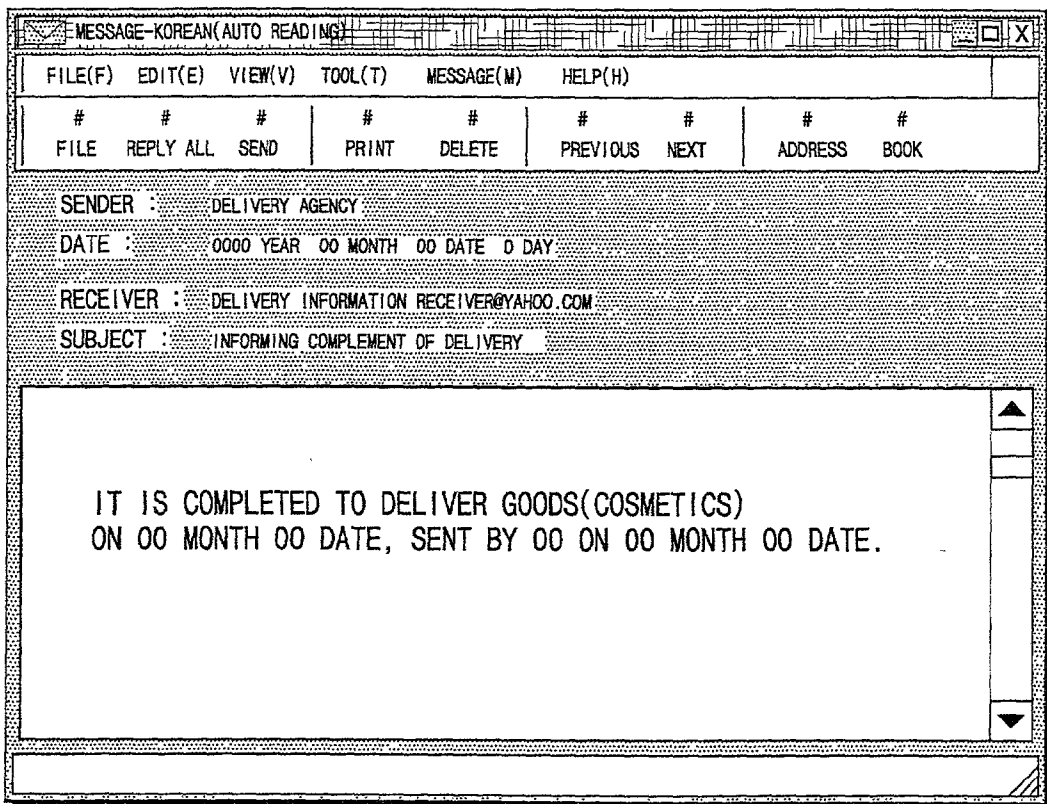 MESSAGE-KOREAN(AUTO READING)
X
FILE(F) EDIT(E) VIEW(V) TOOL(T) MESSAGE(M) HELP(H)
# # # # # # # # #
FILE REPLY ALL SEND PRINT DELETE PREVIOUS NEXT ADDRESS BOOK
SENDER : DELIVERY AGENCY
DATE : 0000 YEAR 00 MONTH 00 DATE 0 DAY
RECEIVER : DELIVERY INFORMATION RECEIVER@YAHOO.COM
SUBJECT : INFORMING COMPLEMENT OF DELIVERY
IT IS COMPLETED TO DELIVER GOODS(COSMETICS)
ON 00 MONTH 00 DATE, SENT BY 00 ON 00 MONTH 00 DATE.